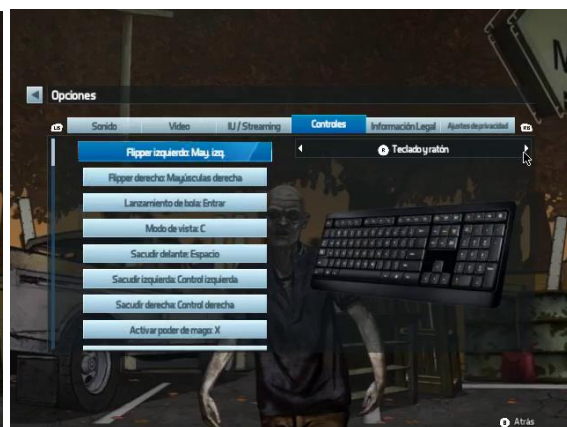 Opciones
LB Sonido Video IU / Streaming Controles Información Legal Ajustes de privacidad RB
Flipper izquierdo: May. izq.
R Teclado y ratón
Flipper derecho: Mayúsculas derecha
Lanzamiento de bola: Entrar
Modo de vista: C
Sacudir delante: Espacio
Sacudir izquierda: Control izquierda
Sacudir derecha: Control derecha
Activar poder de mago: X
B Atrás